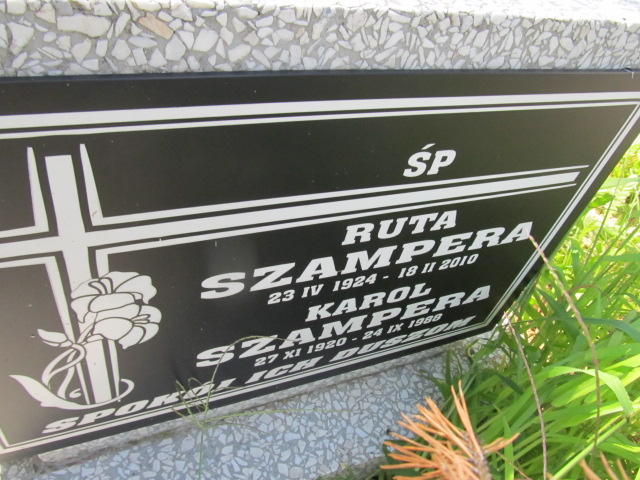 ŚP
RUTA
SZAMPERA
23 IV 1924 - 18 II 2010
KAROL
SZAMPERA
27 XI 1920 - 24 IX 1988
SPOKÓJ ICH DUSZOM